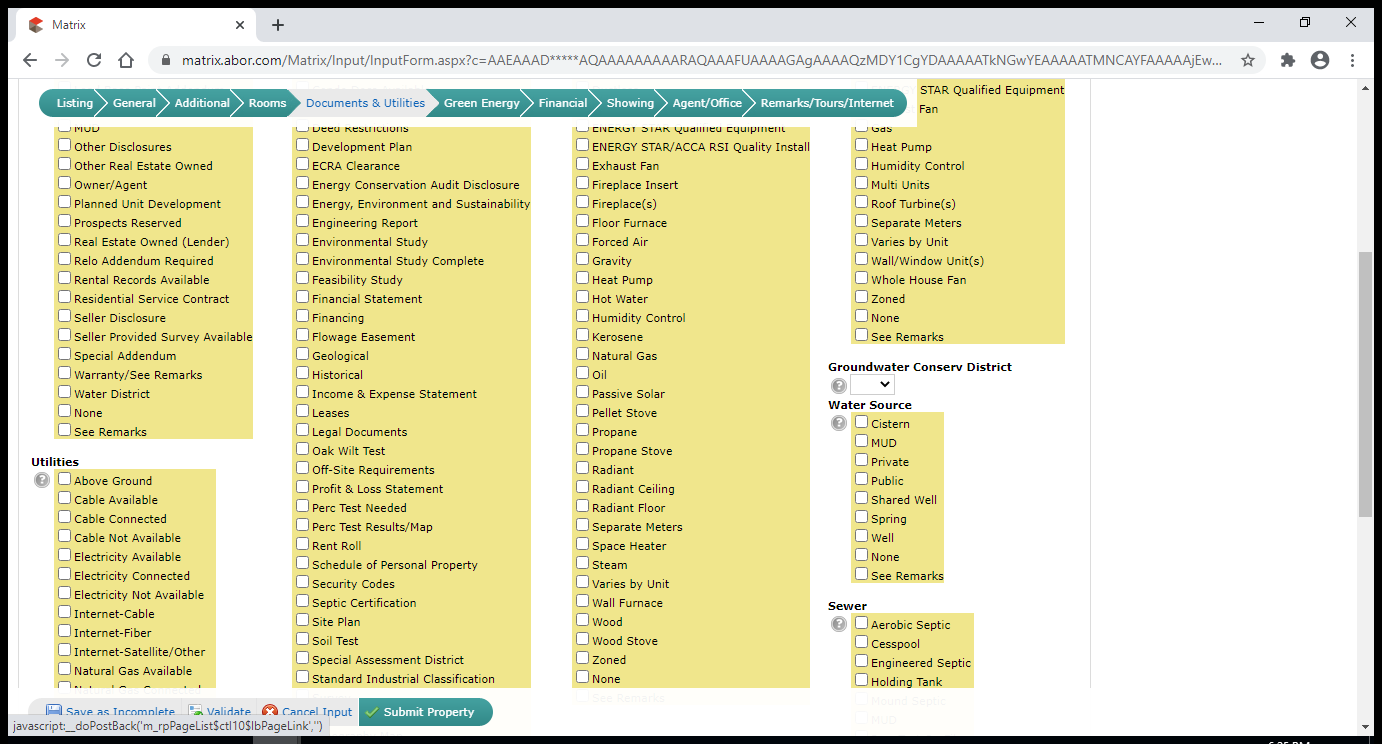 Matrix
matrix.abor.com/Matrix/Input/InputForm.aspx?c=AAEAAAD*****AQAAAAAAAAARAQAAAFUAAAAGAgAAAAQzMDY1CgYDAAAAATkNGwYEAAAAATMNCAYFAAAAAjEw...
Listing
General
Additional
Rooms
Documents & Utilities
Green Energy
Financial
Showing
Agent/Office
Remarks/Tours/Internet
MUD
Other Disclosures
Other Real Estate Owned
Owner/Agent
Planned Unit Development
Prospects Reserved
Real Estate Owned (Lender)
Relo Addendum Required
Rental Records Available
Residential Service Contract
Seller Disclosure
Seller Provided Survey Available
Special Addendum
Warranty/See Remarks
Water District
None
See Remarks
Utilities
Above Ground
Cable Available
Cable Connected
Cable Not Available
Electricity Available
Electricity Connected
Electricity Not Available
Internet-Cable
Internet-Fiber
Internet-Satellite/Other
Natural Gas Available
Natural Gas Connected
Deed Restrictions
Development Plan
ECRA Clearance
Energy Conservation Audit Disclosure
Energy, Environment and Sustainability
Engineering Report
Environmental Study
Environmental Study Complete
Feasibility Study
Financial Statement
Financing
Flowage Easement
Geological
Historical
Income & Expense Statement
Leases
Legal Documents
Oak Wilt Test
Off-Site Requirements
Profit & Loss Statement
Perc Test Needed
Perc Test Results/Map
Rent Roll
Schedule of Personal Property
Security Codes
Septic Certification
Site Plan
Soil Test
Special Assessment District
Standard Industrial Classification
ENERGY STAR Qualified Equipment
ENERGY STAR/ACCA RSI Quality Install
Exhaust Fan
Fireplace Insert
Fireplace(s)
Floor Furnace
Forced Air
Gravity
Heat Pump
Hot Water
Humidity Control
Kerosene
Natural Gas
Oil
Passive Solar
Pellet Stove
Propane
Propane Stove
Radiant
Radiant Ceiling
Radiant Floor
Separate Meters
Space Heater
Steam
Varies by Unit
Wall Furnace
Wood
Wood Stove
Zoned
None
See Remarks
STAR Qualified Equipment
Fan
Gas
Heat Pump
Humidity Control
Multi Units
Roof Turbine(s)
Separate Meters
Varies by Unit
Wall/Window Unit(s)
Whole House Fan
Zoned
None
See Remarks
Groundwater Conserv District
Water Source
Cistern
MUD
Private
Public
Shared Well
Spring
Well
None
See Remarks
Sewer
Aerobic Septic
Cesspool
Engineered Septic
Holding Tank
Mound Septic
MUD
Save as Incomplete
Validate
Cancel Input
Submit Property
javascript:__doPostBack('m_rpPageList$ctl10$lbPageLink','')